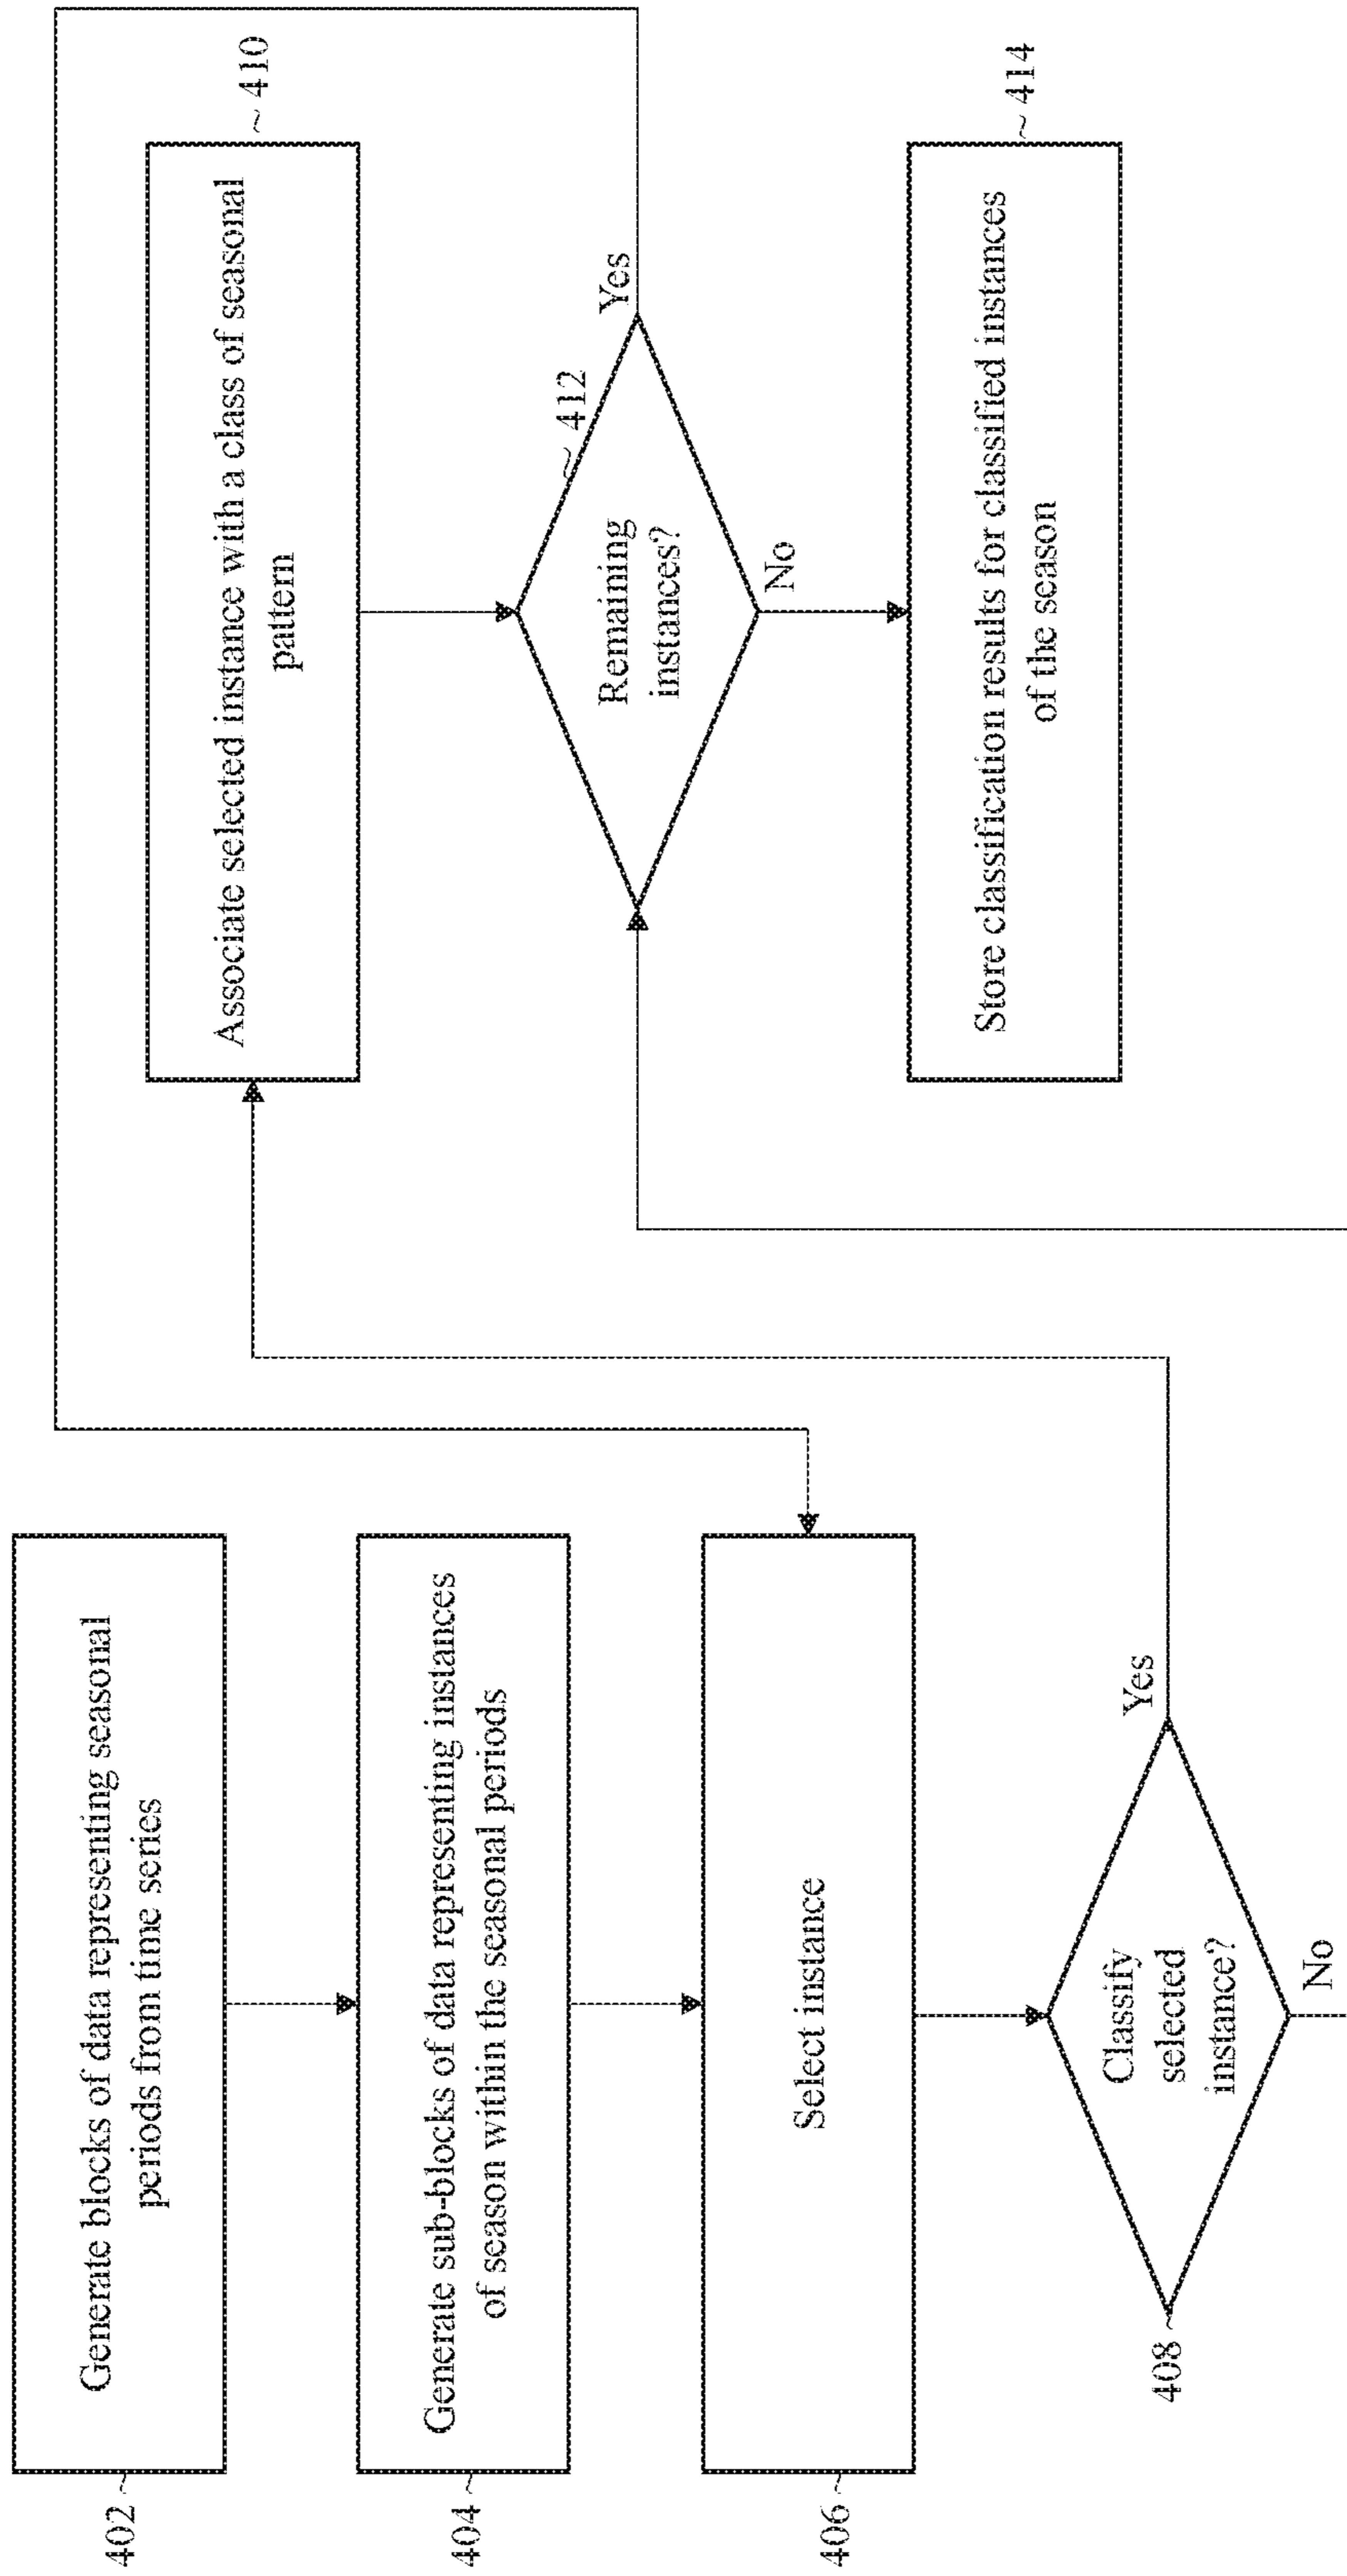 402
Generate blocks of data representing seasonal
periods from time series
404
Generate sub-blocks of data representing instances
of season within the seasonal periods
406
Select instance
408
Classify
selected
instance?
Yes
No
Associate selected instance with a class of seasonal
pattern
410
Remaining
instances?
412
Yes
No
Store classification results for classified instances
of the season
414